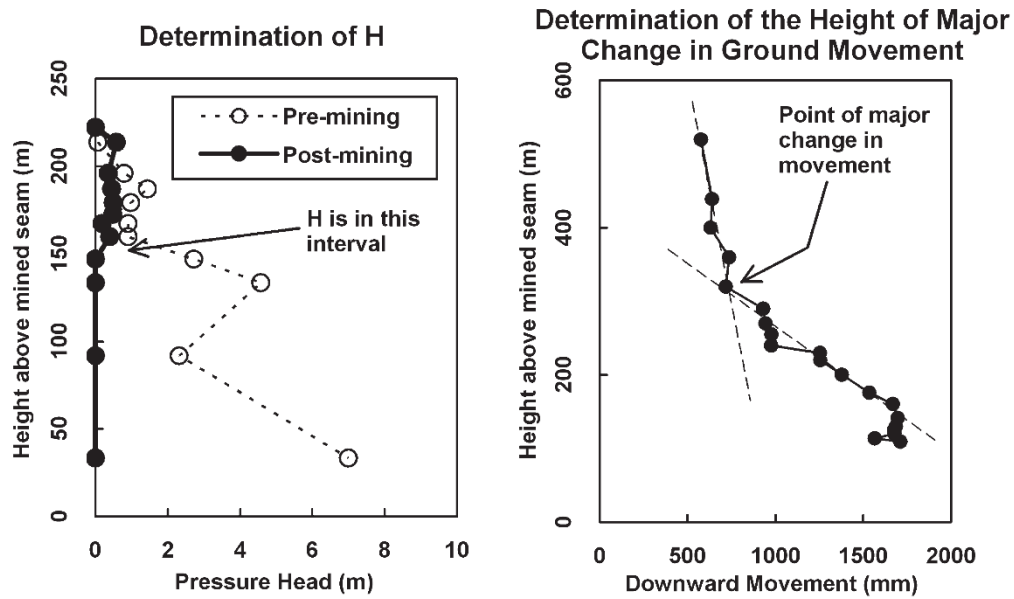 Determination of H
Height above mined seam (m)
250
200
150
100
50
0
Pre-mining
Post-mining
H is in this
interval
0 2 4 6 8 10
Pressure Head (m)
Determination of the Height of Major
Change in Ground Movement
Height above mined seam (m)
600
400
200
0
Point of major
change in
movement
0 500 1000 1500 2000
Downward Movement (mm)